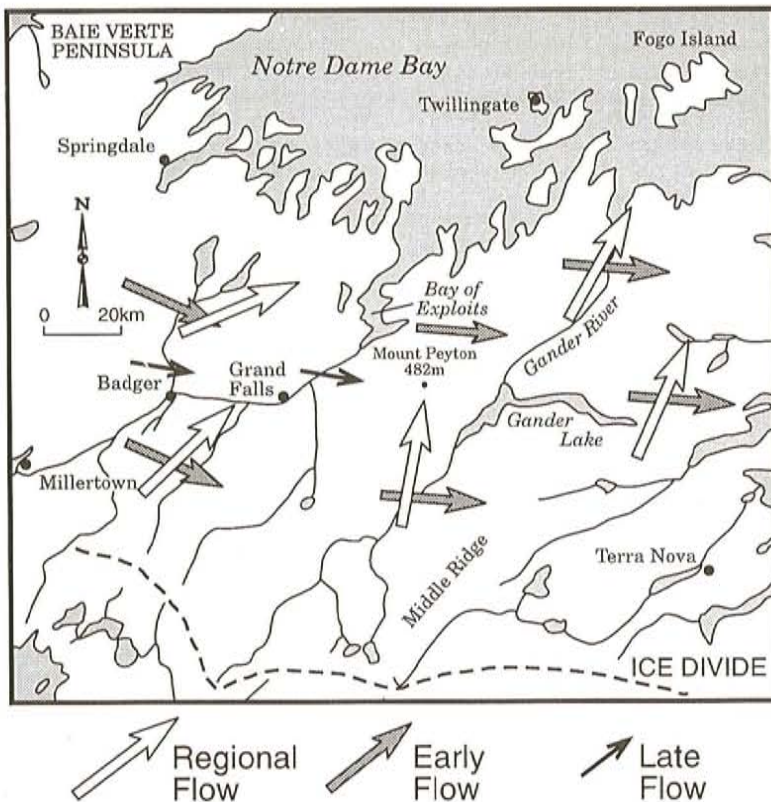 BAIE VERTE
PENINSULA
Fogo Island
Notre Dame Bay
Twillingate
Springdale
N
0 20km
Bay of
Exploits
Mount Peyton
482m
Gander River
Badger
Grand
Falls
Gander
Lake
Millertown
Middle Ridge
Terra Nova
ICE DIVIDE
Regional
Flow
Early
Flow
Late
Flow